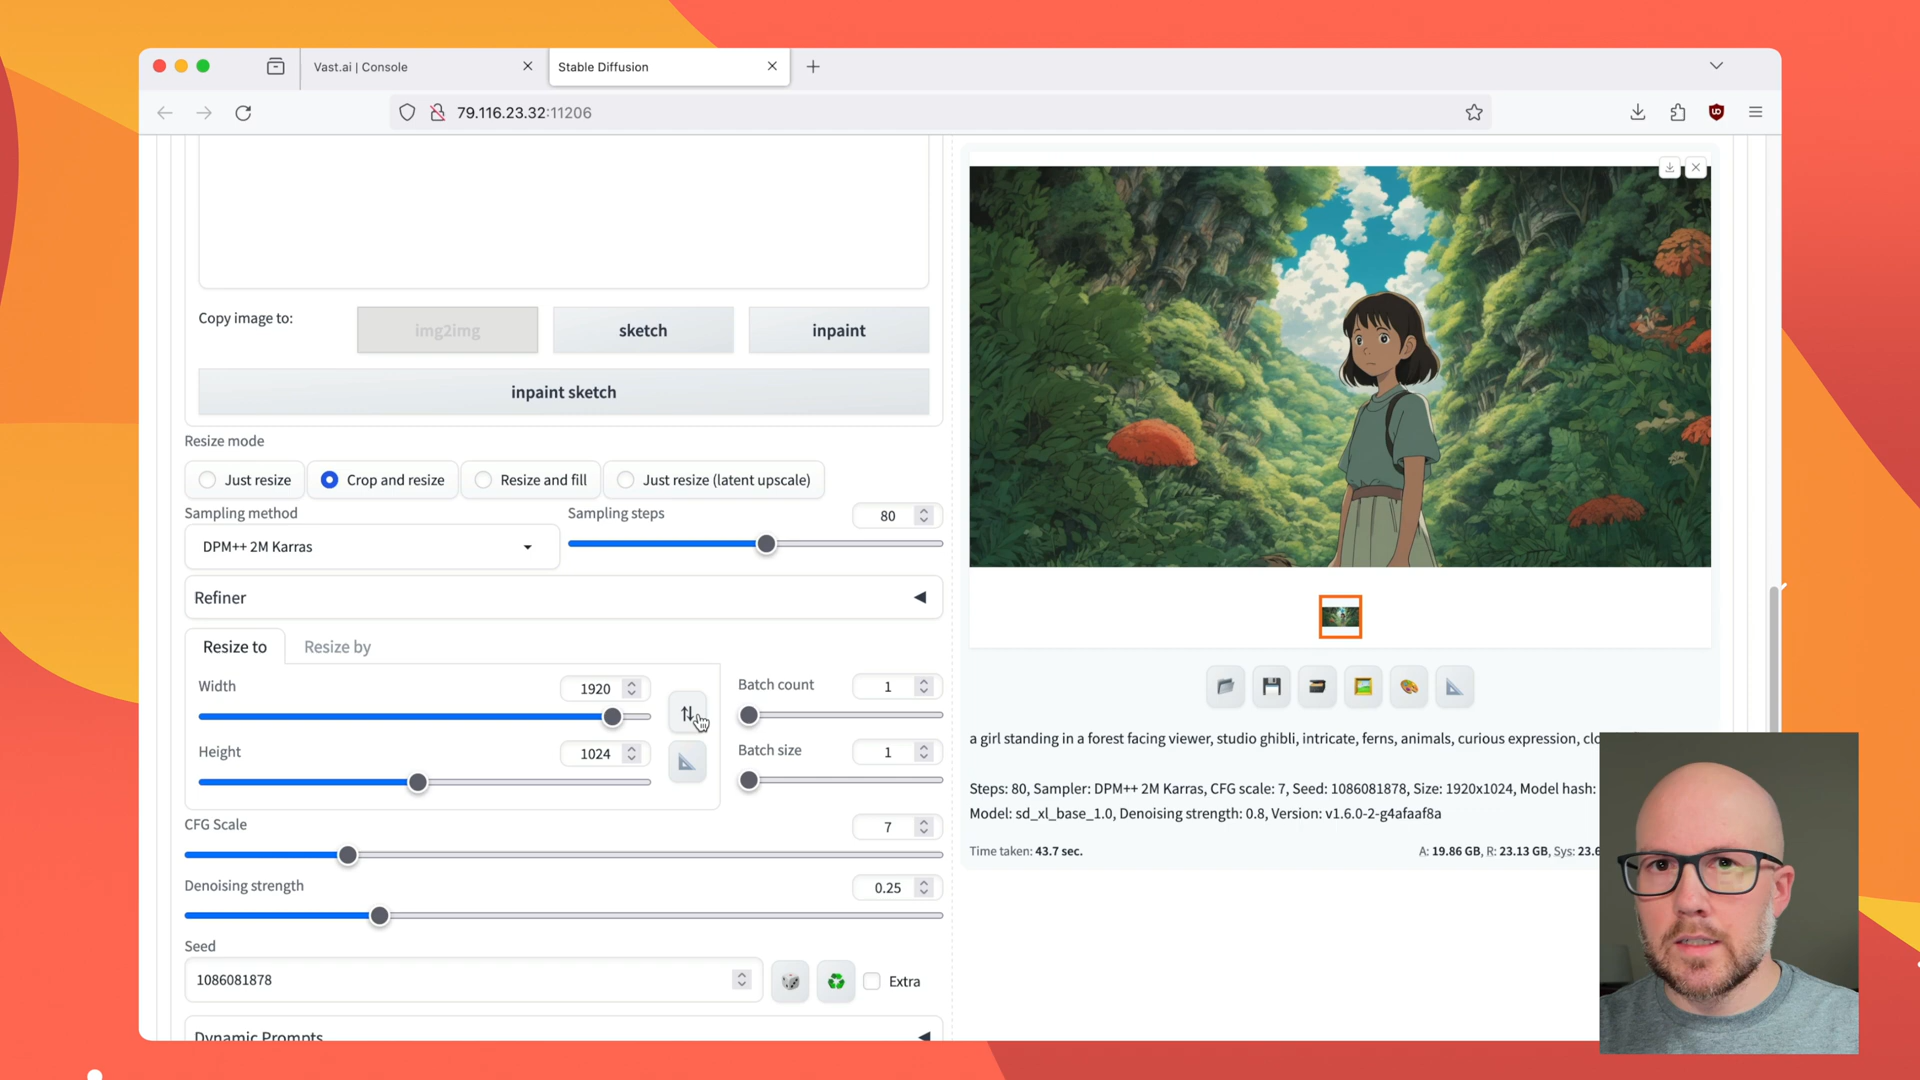 Vast.ai | Console
Stable Diffusion
79.116.23.32:11206
Copy image to:
img2img
sketch
inpaint
inpaint sketch
Resize mode
Just resize
Crop and resize
Resize and fill
Just resize (latent upscale)
Sampling method
Sampling steps
80
DPM++ 2M Karras
Refiner
Resize to
Resize by
Width
1920
Height
1024
Batch count
1
Batch size
1
CFG Scale
7
Denoising strength
0.25
Seed
1086081878
Extra
Dynamic Prompts
a girl standing in a forest facing viewer, studio ghibli, intricate, ferns, animals, curious expression,
Steps: 80, Sampler: DPM++ 2M Karras, CFG scale: 7, Seed: 1086081878, Size: 1920x1024, Model hash:
Model: sd_xl_base_1.0, Denoising strength: 0.8, Version: v1.6.0-2-g4afaaf8a
Time taken: 43.7 sec.
A: 19.86 GB, R: 23.13 GB, Sys: 23.6